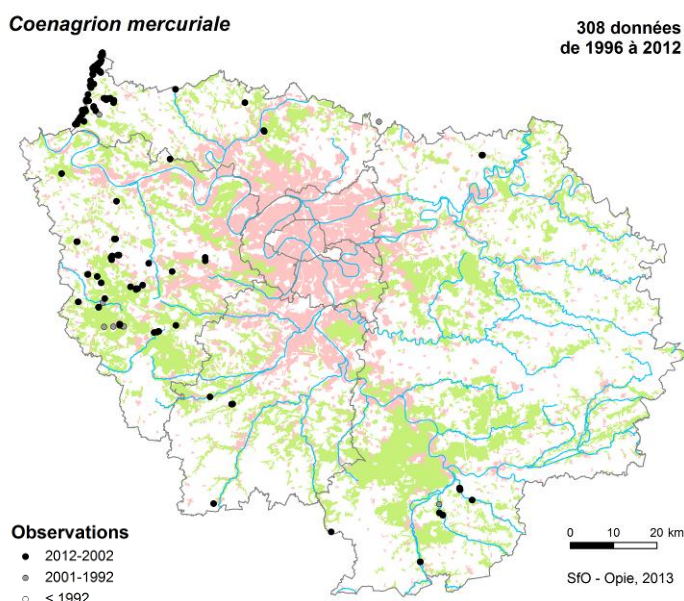 Coenagrion mercuriale
308 données
de 1996 à 2012
Observations
2012-2002
2001-1992
< 1992
0 10 20 km
SfO - Opie, 2013